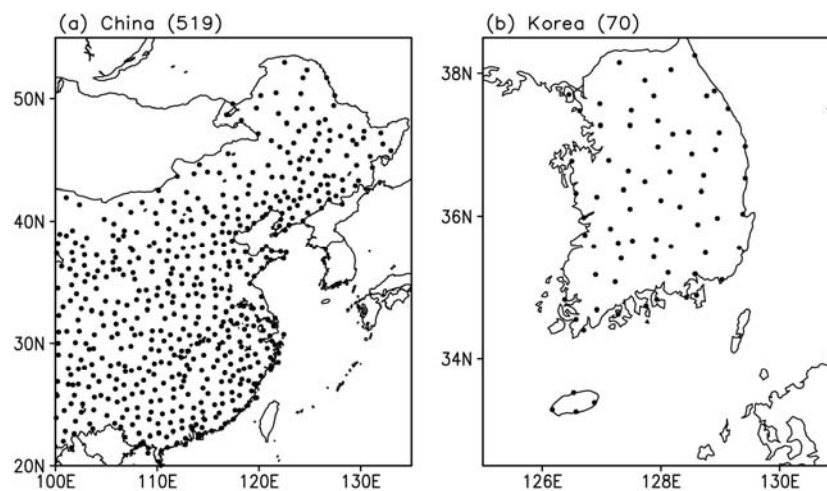 (a) China (519)
50N
40N
30N
20N
100E 110E 120E 130E
(b) Korea (70)
38N
36N
34N
126E 128E 130E